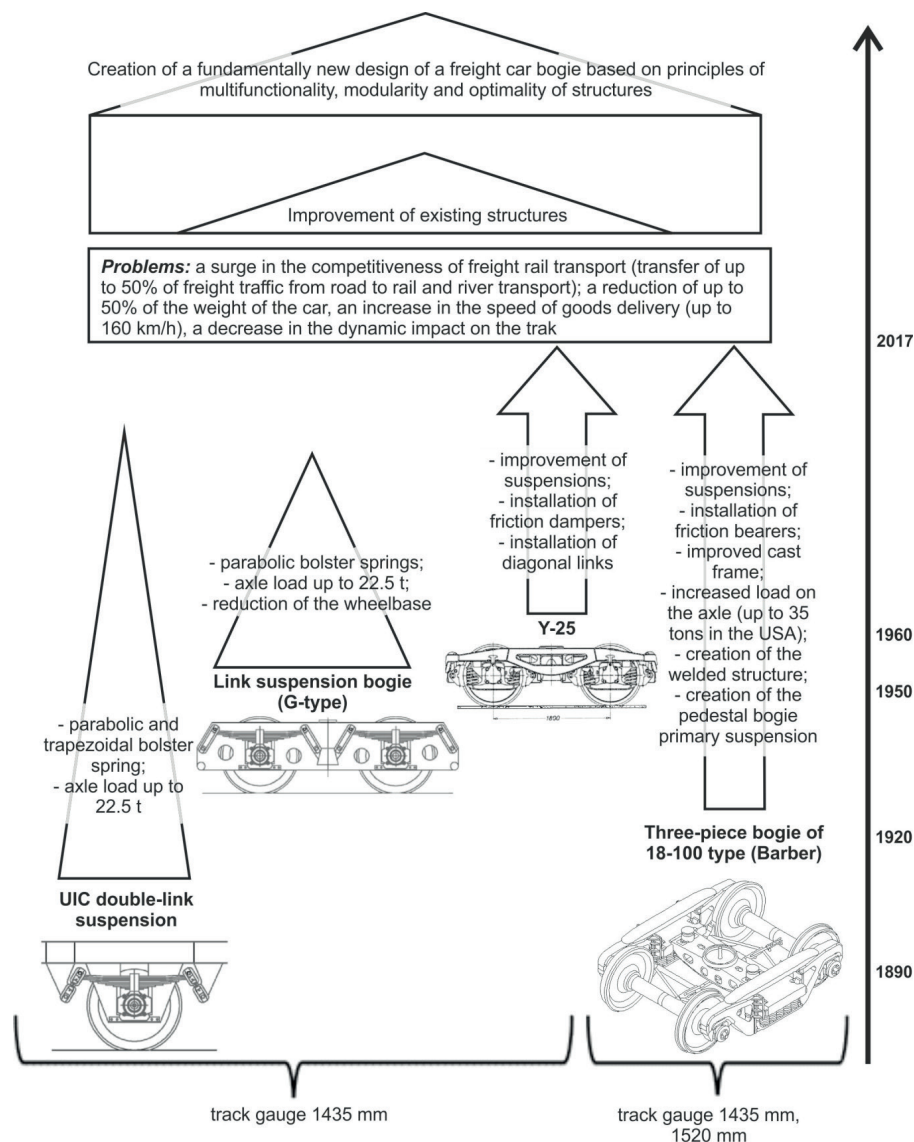 Creation of a fundamentally new design of a freight car bogie based on principles of
multifunctionality, modularity and optimality of structures
Improvement of existing structures
Problems: a surge in the competitiveness of freight rail transport (transfer of up
to 50% of freight traffic from road to rail and river transport); a reduction of up to
50% of the weight of the car, an increase in the speed of goods delivery (up to
160 km/h), a decrease in the dynamic impact on the trak
2017
- improvement of
suspensions;
- installation of
friction dampers;
- installation of
diagonal links
- improvement of
suspensions;
- installation of
friction bearers;
- improved cast
frame;
- increased load on
the axle (up to 35
tons in the USA);
- creation of the
welded structure;
- creation of the
pedestal bogie
primary suspension
- parabolic bolster springs;
- axle load up to 22.5 t;
- reduction of the wheelbase
Y-25
1960
Link suspension bogie
(G-type)
1950
1800
- parabolic and
trapezoidal bolster
spring;
- axle load up to
22.5 t
Three-piece bogie of
18-100 type (Barber)
1920
UIC double-link
suspension
1890
track gauge 1435 mm
track gauge 1435 mm,
1520 mm